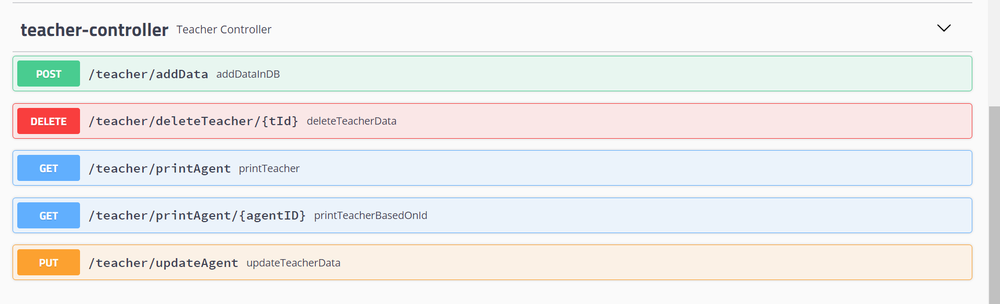 teacher-controller Teacher Controller
POST /teacher/addData addDataInDB
DELETE /teacher/deleteTeacher/{tId} deleteTeacherData
GET /teacher/printAgent printTeacher
GET /teacher/printAgent/{agentID} printTeacherBasedOnId
PUT /teacher/updateAgent updateTeacherData